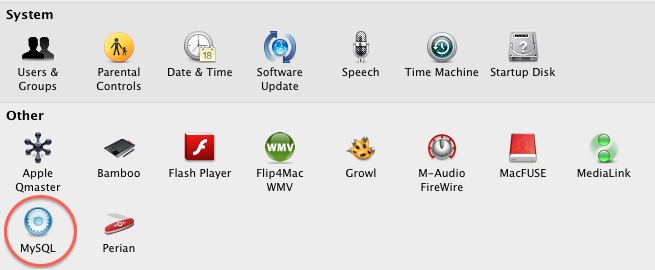 System
Users & Groups
Parental Controls
Date & Time
18
Software Update
Speech
Time Machine
Startup Disk
?
Other
Apple Qmaster
Bamboo
Flash Player
WMV
Flip4Mac WMV
Growl
M-Audio FireWire
MacFUSE
MediaLink
MySQL
Perian